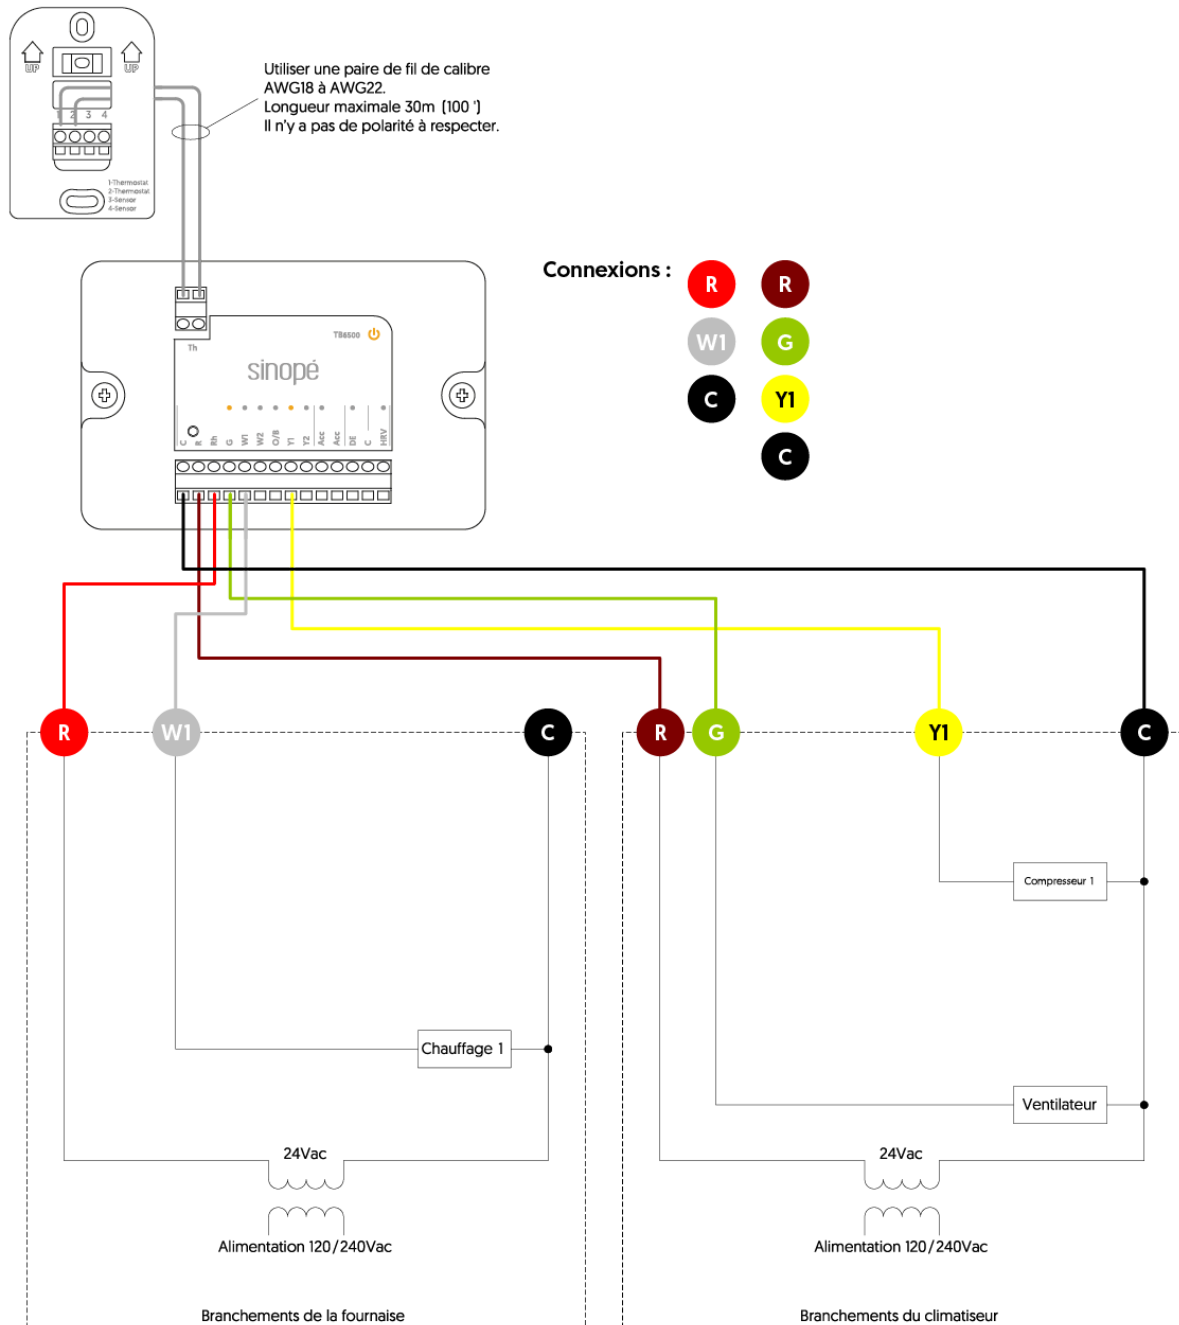 UP
UP
1 2 3 4
1-Thermostat
2-Thermostat
3-Sensor
4-Sensor
Utiliser une paire de fil de calibre
AWG18 à AWG22.
Longueur maximale 30m (100 ')
Il n'y a pas de polarité à respecter.
Connexions :
R R
W1 G
C Y1
C
Th
TB6500
sinopé
C R Rh G W1 W2 O/B Y1 Y2 Acc Acc DE C HRV
R W1 C R G Y1 C
Compresseur 1
Chauffage 1
Ventilateur
24Vac
24Vac
Alimentation 120/240Vac
Alimentation 120/240Vac
Branchements de la fournaise
Branchements du climatiseur